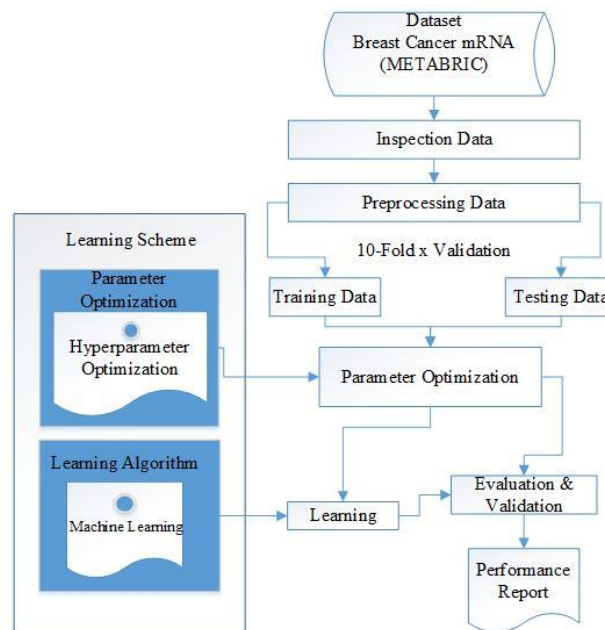 Dataset
Breast Cancer mRNA
(METABRIC)
Inspection Data
Preprocessing Data
10-Fold x Validation
Training Data
Testing Data
Learning Scheme
Parameter
Optimization
Hyperparameter
Optimization
Parameter Optimization
Learning Algorithm
Machine Learning
Learning
Evaluation &
Validation
Performance
Report